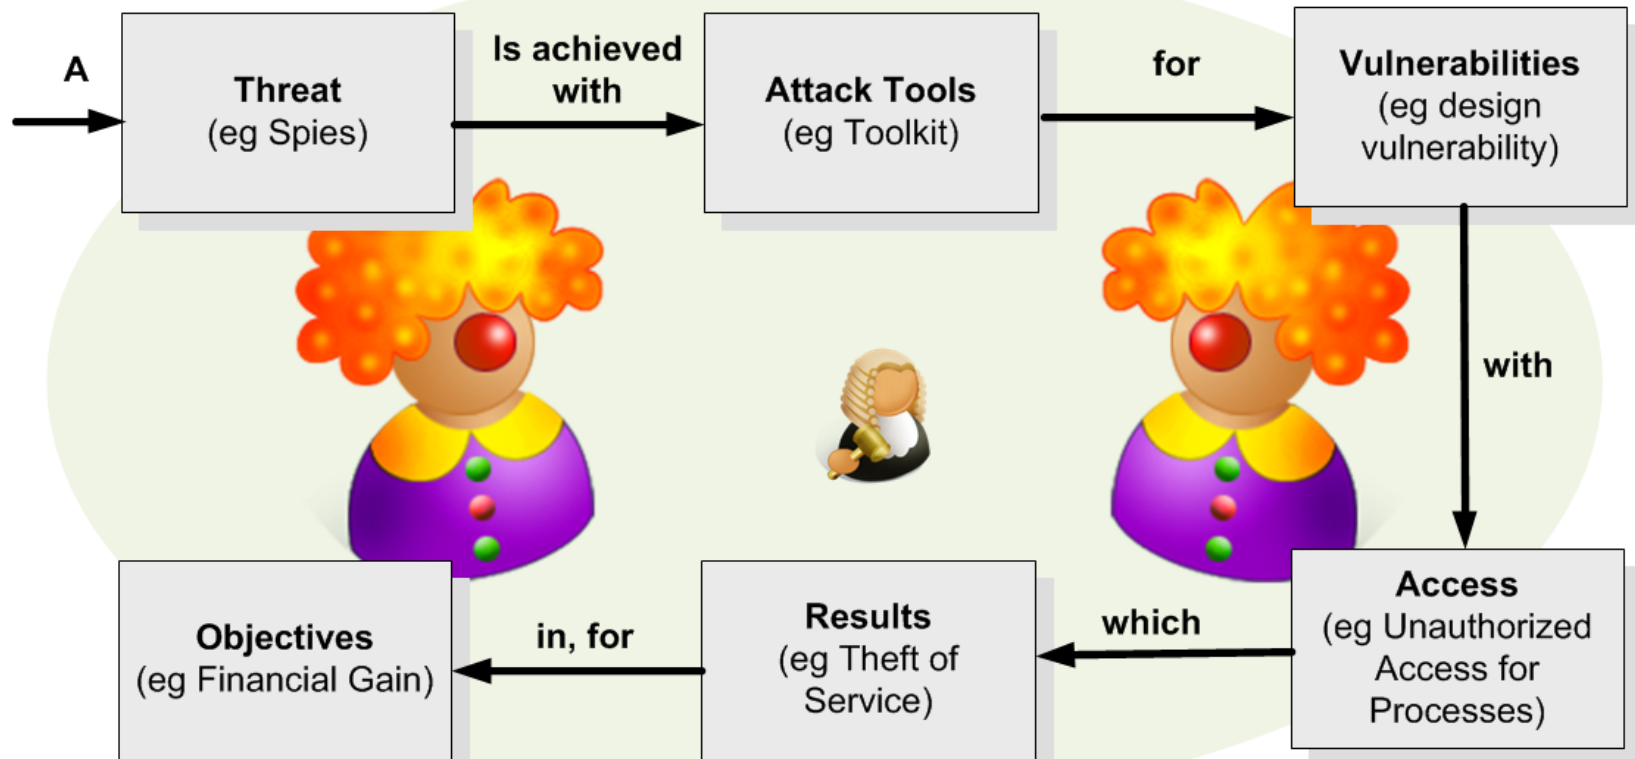 A
Threat
(eg Spies)
Is achieved
with
Attack Tools
(eg Toolkit)
for
Vulnerabilities
(eg design
vulnerability)
with
Access
(eg Unauthorized
Access for
Processes)
which
Results
(eg Theft of
Service)
in, for
Objectives
(eg Financial Gain)